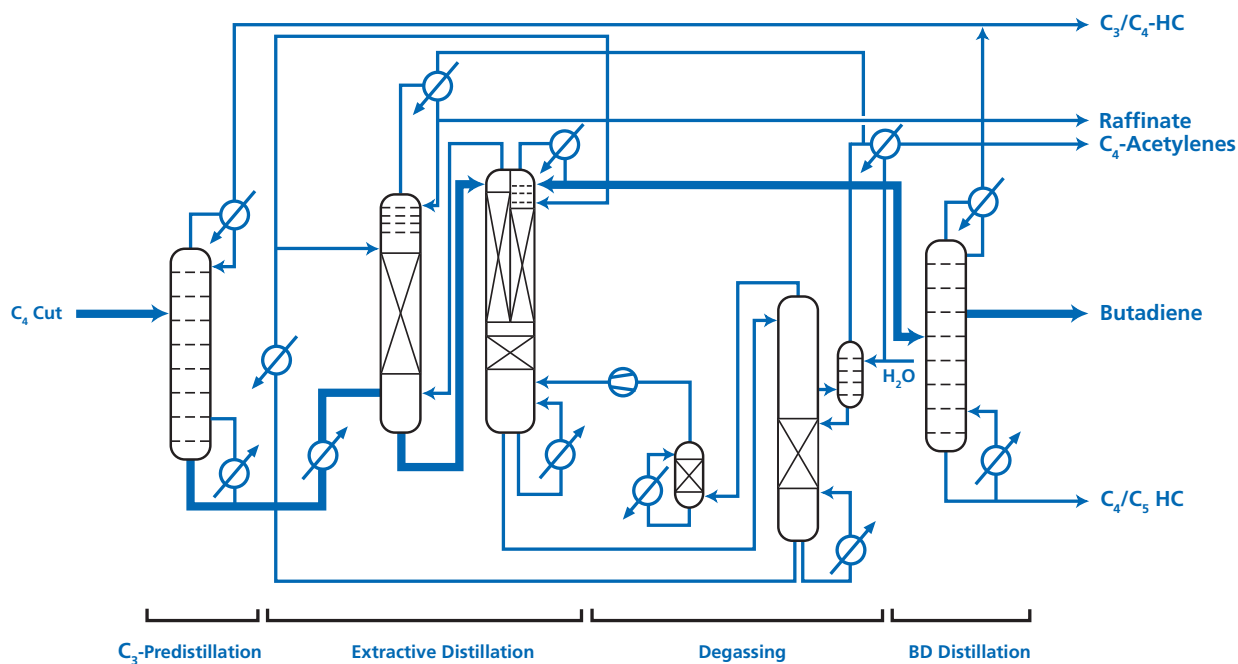 C₃/C₄-HC
Raffinate
C₄-Acetylenes
C₄ Cut
Butadiene
H₂O
C₄/C₅ HC
C₃-Predistillation
Extractive Distillation
Degassing
BD Distillation